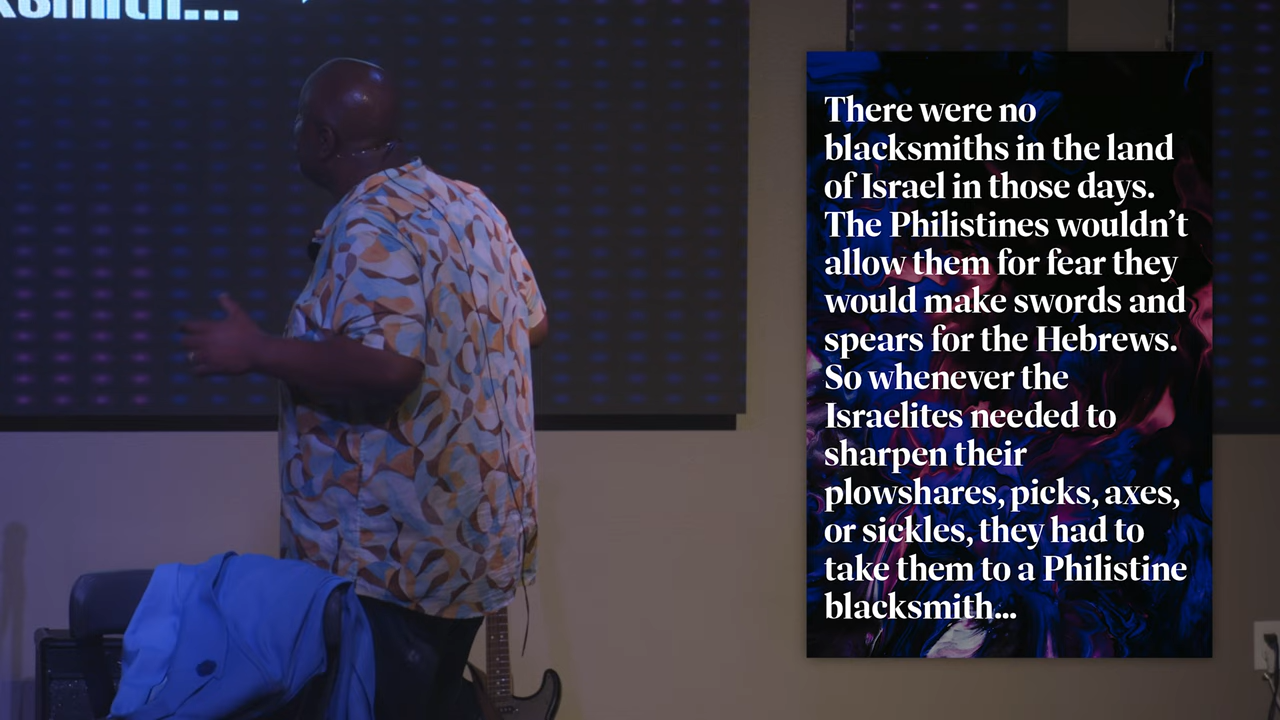 There were no
blacksmiths in the land
of Israel in those days.
The Philistines wouldn’t
allow them for fear they
would make swords and
spears for the Hebrews.
So whenever the
Israelites needed to
sharpen their
plowshares, picks, axes,
or sickles, they had to
take them to a Philistine
blacksmith...